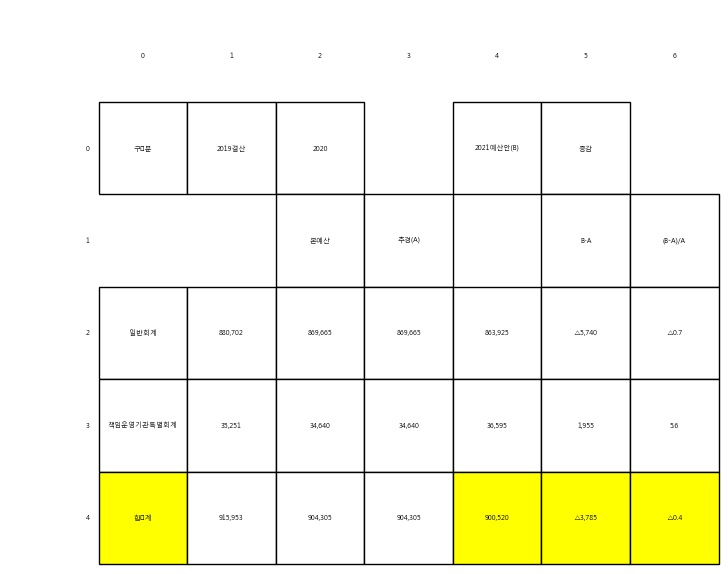 0 1 2 3 4 5 6
0 구분 2019결산 2020 2021예산안(B) 증감
1 본예산 추경(A) B-A (B-A)/A
2 일반회계 880,702 869,665 869,665 863,925 △5,740 △0.7
3 책임운영기관특별회계 35,251 34,640 34,640 36,595 1,955 5.6
4 합계 915,953 904,305 904,305 900,520 △3,785 △0.4